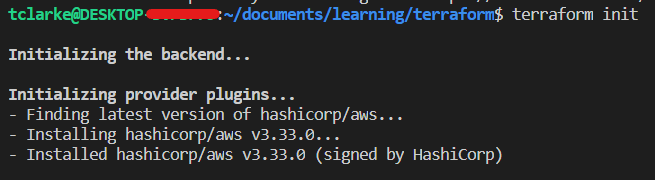 tclarke@DESKTOP-:~/documents/learning/terraform$ terraform init
Initializing the backend...
Initializing provider plugins...
- Finding latest version of hashicorp/aws...
- Installing hashicorp/aws v3.33.0...
- Installed hashicorp/aws v3.33.0 (signed by HashiCorp)